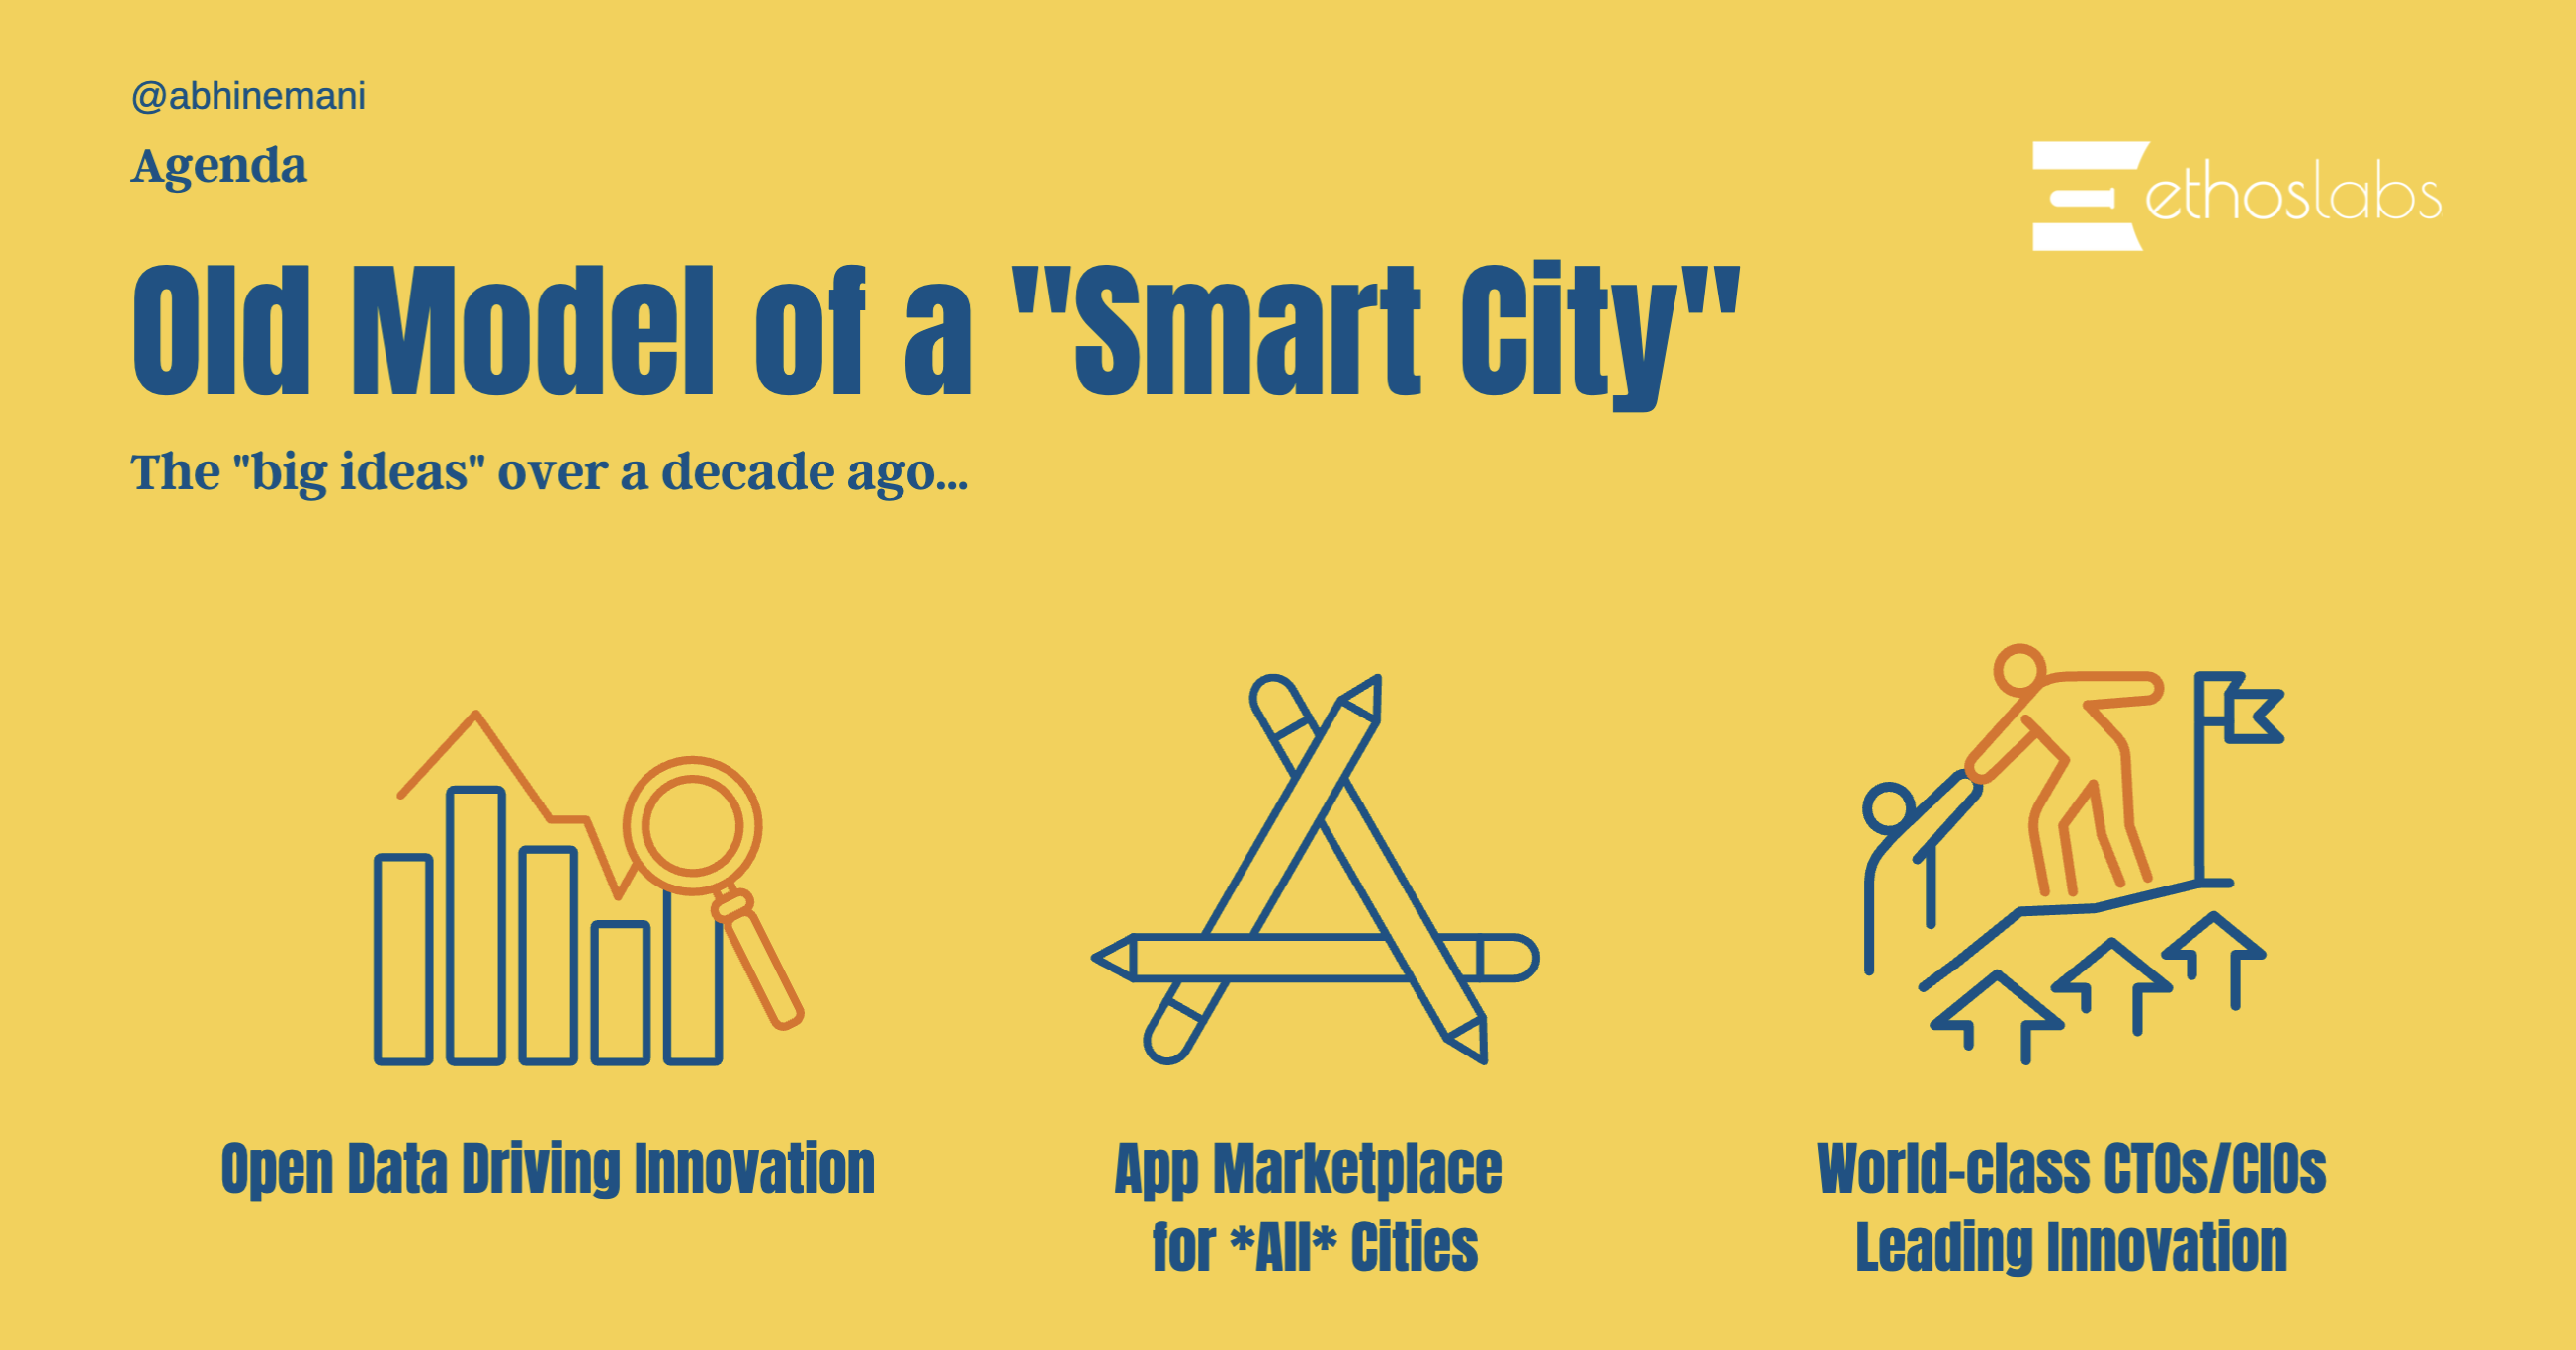 @abhinemani
Agenda
ethoslabs
Old Model of a "Smart City"
The "big ideas" over a decade ago...
Open Data Driving Innovation
App Marketplace
for *All* Cities
World-class CTOs/CIOs
Leading Innovation